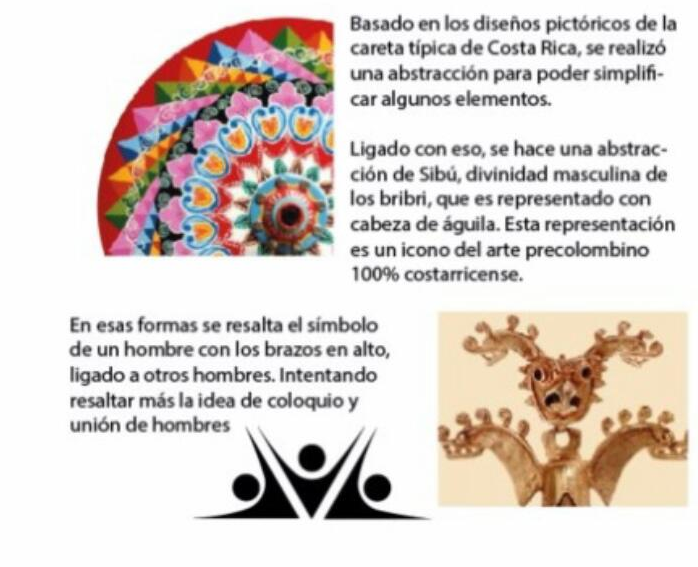 Basado en los diseños pictóricos de la
careta típica de Costa Rica, se realizó
una abstracción para poder simplifi-
car algunos elementos.
Ligado con eso, se hace una abstrac-
ción de Sibú, divinidad masculina de
los bribri, que es representado con
cabeza de águila. Esta representación
es un icono del arte precolombino
100% costarricense.
En esas formas se resalta el símbolo
de un hombre con los brazos en alto,
ligado a otros hombres. Intentando
resaltar más la idea de coloquio y
unión de hombres